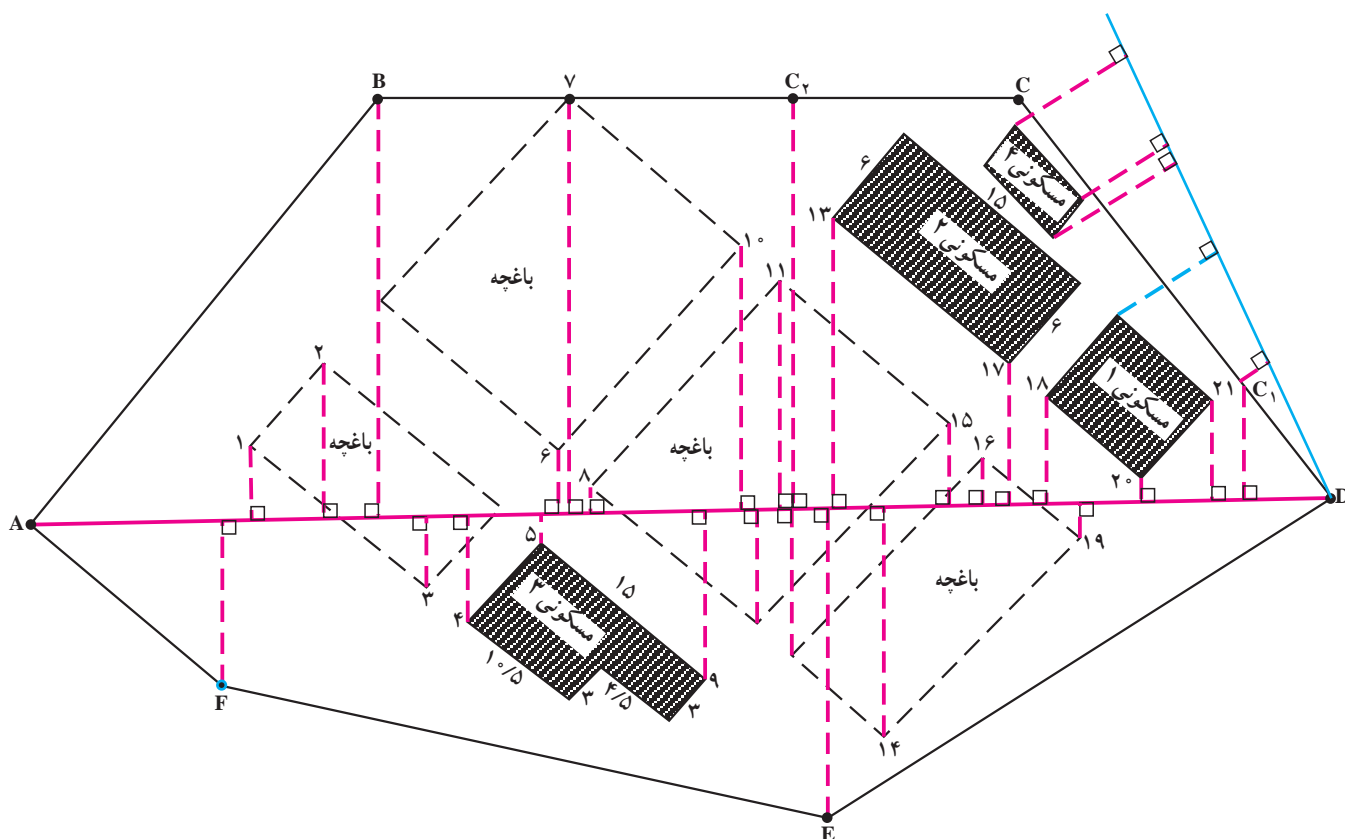 B
۷
C۲
C
۶
مسکونی ۴
۱۵
۱۳
مسکونی ۲
۱۰
۱۱
باغچه
۶
۲
۱۷
۱۸
مسکونی ۱
۲۱
C۱
۱
باغچه
۶
۸
باغچه
۱۵
۱۶
۲۰
A
D
۵
۱۹
۳
۱۵
باغچه
۴
مسکونی ۳
۱۰/۵
۳
۴/۵
۹
۳
F
۱۴
E